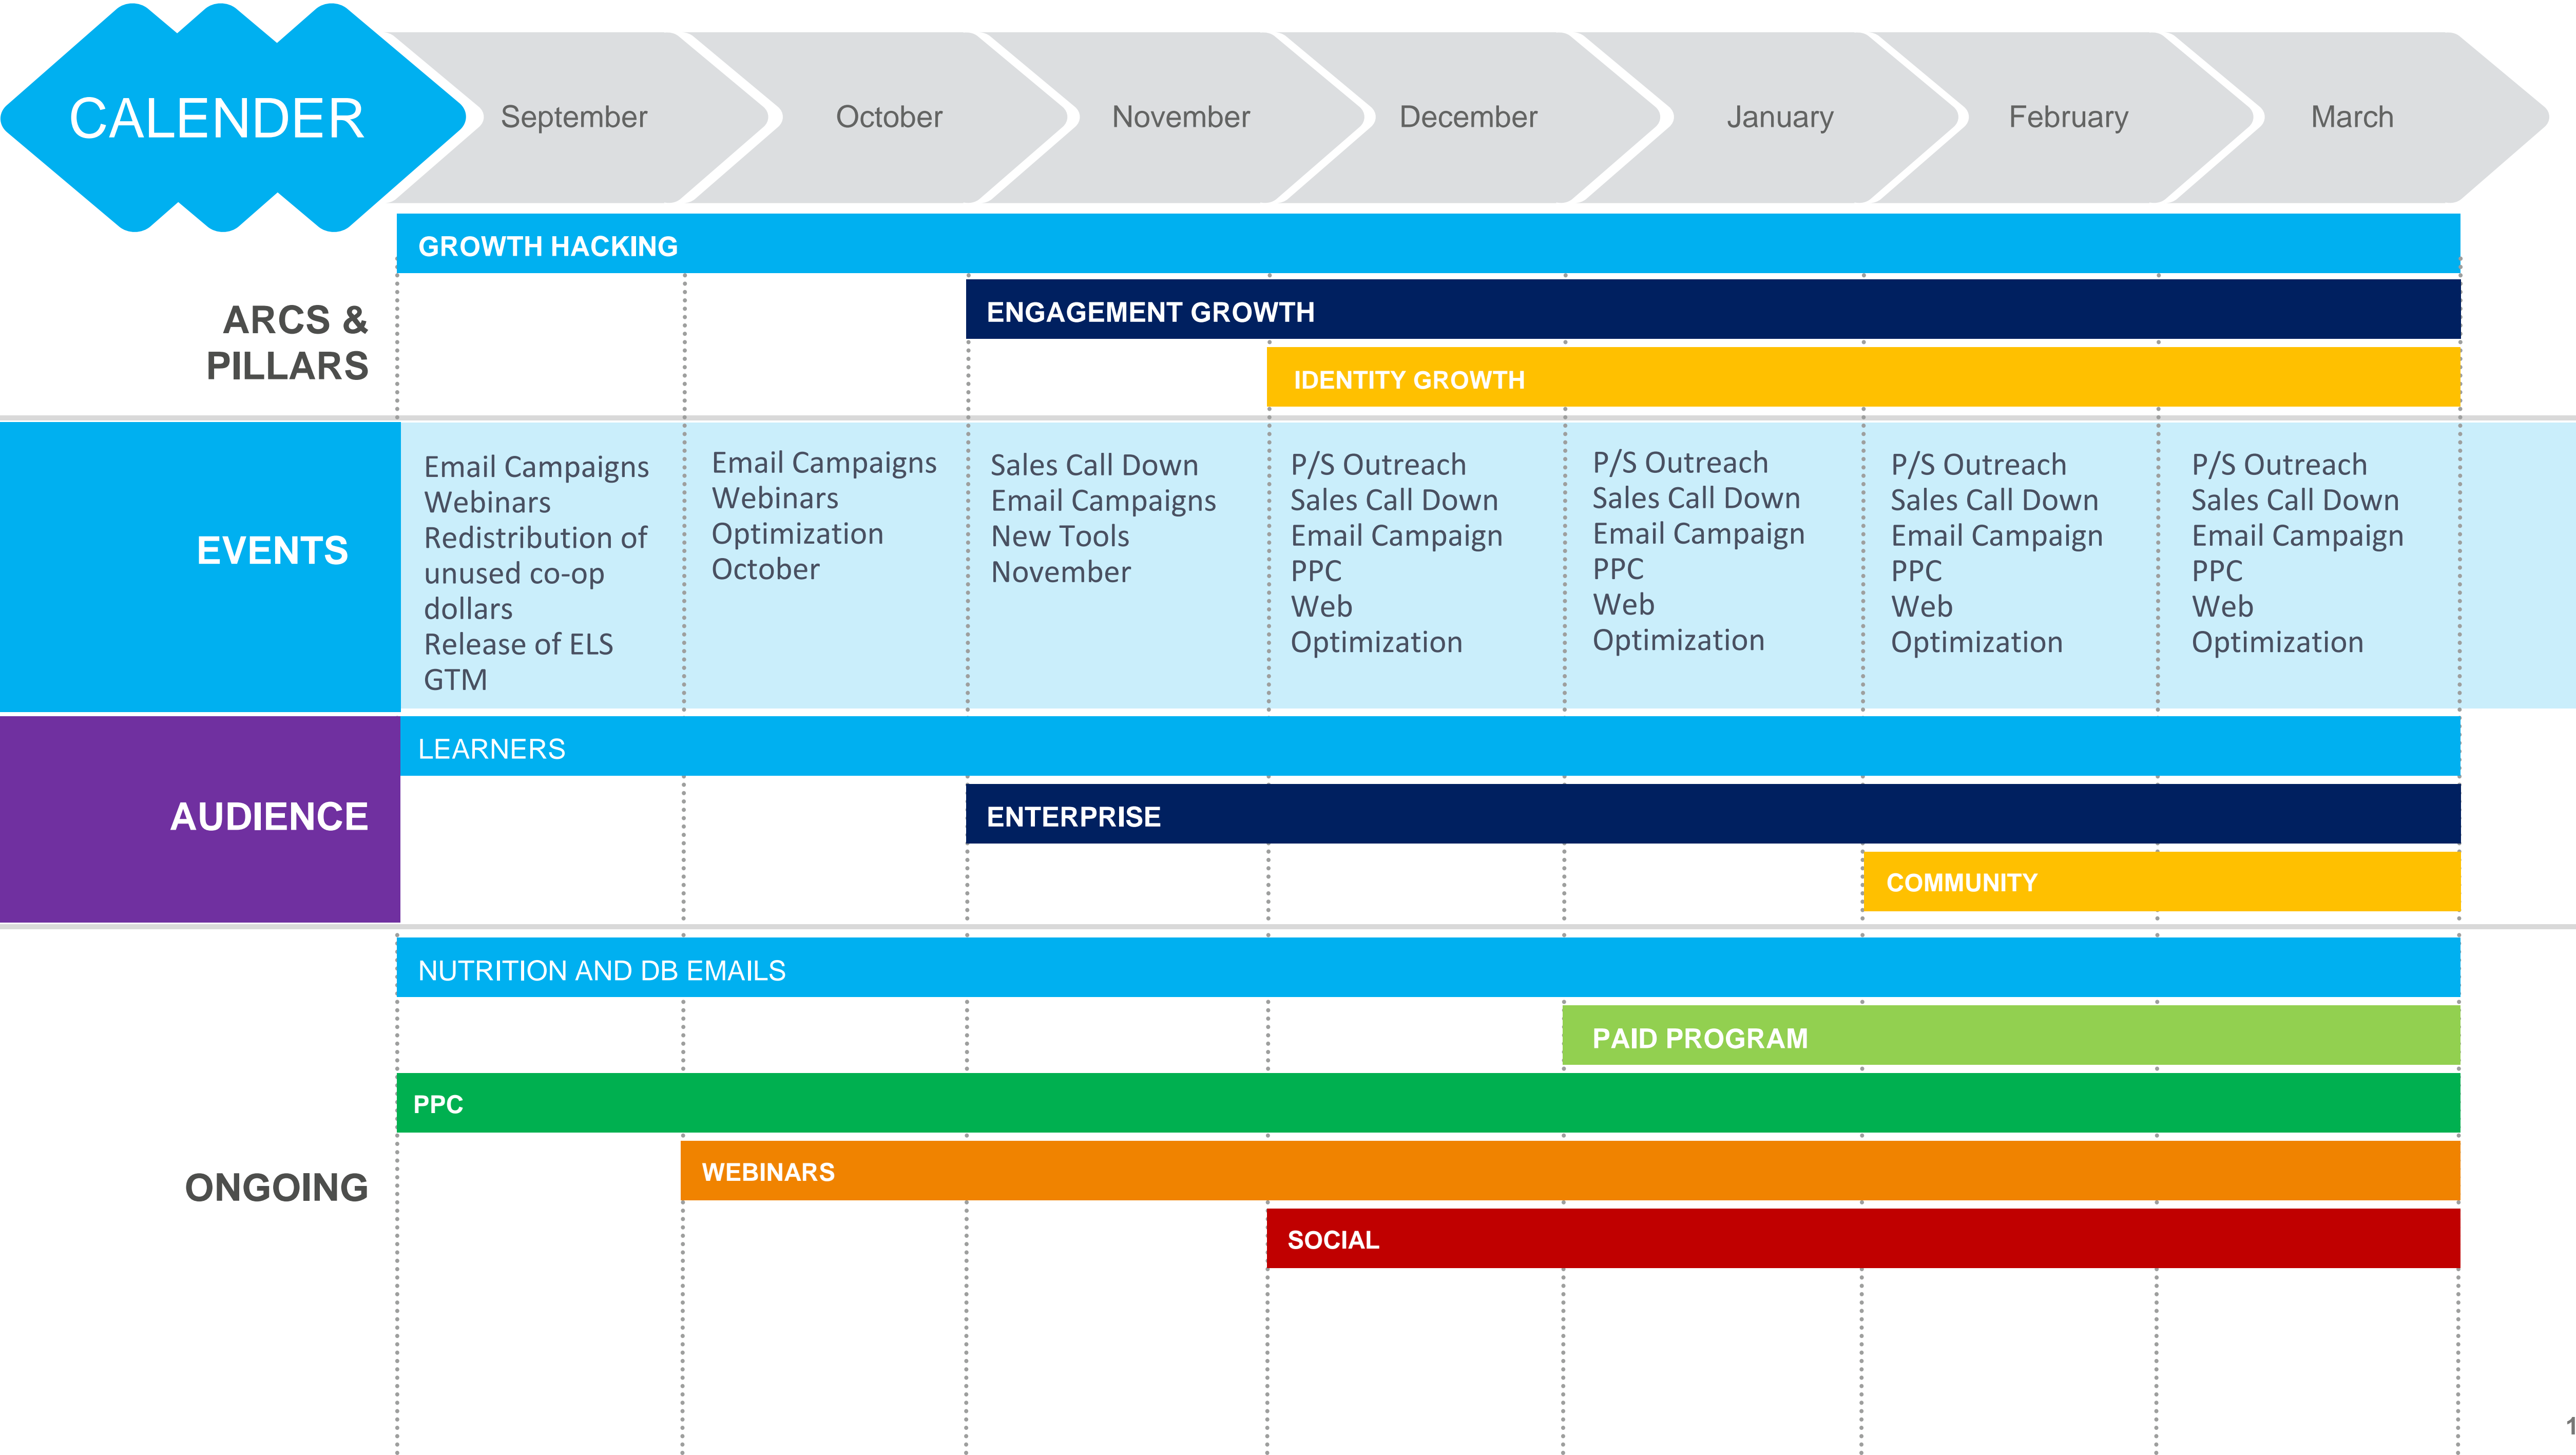 CALENDER
September
October
November
December
January
February
March
GROWTH HACKING
ENGAGEMENT GROWTH
IDENTITY GROWTH
ARCS &
PILLARS
EVENTS
Email Campaigns
Webinars
Redistribution of
unused co-op
dollars
Release of ELS
GTM
Email Campaigns
Webinars
Optimization
October
Sales Call Down
Email Campaigns
New Tools
November
P/S Outreach
Sales Call Down
Email Campaign
PPC
Web
Optimization
P/S Outreach
Sales Call Down
Email Campaign
PPC
Web
Optimization
P/S Outreach
Sales Call Down
Email Campaign
PPC
Web
Optimization
P/S Outreach
Sales Call Down
Email Campaign
PPC
Web
Optimization
AUDIENCE
LEARNERS
ENTERPRISE
COMMUNITY
ONGOING
NUTRITION AND DB EMAILS
PAID PROGRAM
PPC
WEBINARS
SOCIAL
1